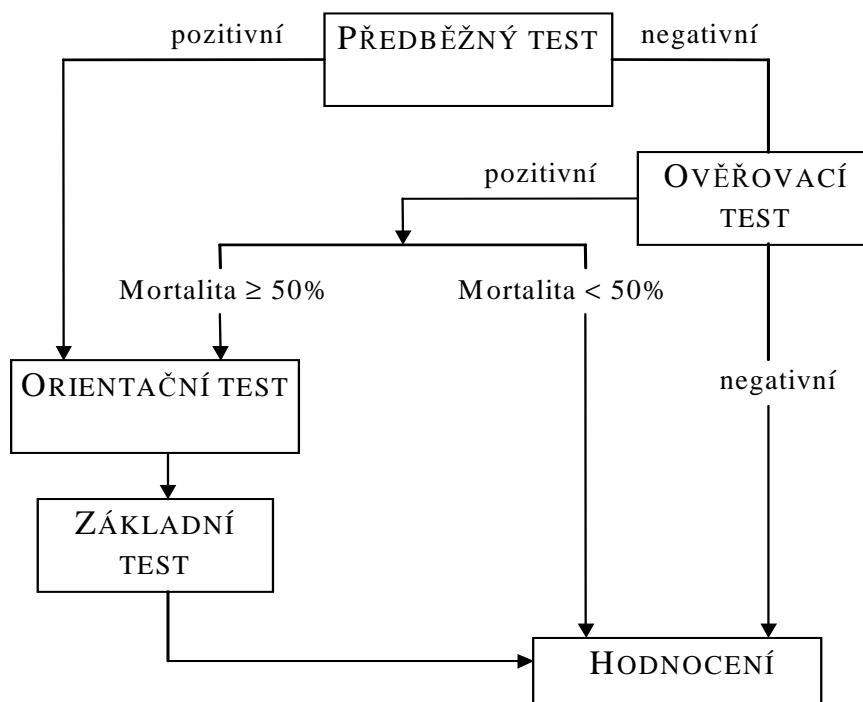 pozitivní
PŘEDBĚŽNÝ TEST
negativní
pozitivní
OVĚŘOVACÍ
TEST
Mortalita ≥ 50%
Mortalita < 50%
ORIENTAČNÍ TEST
negativní
ZÁKLADNÍ
TEST
HODNOCENÍ